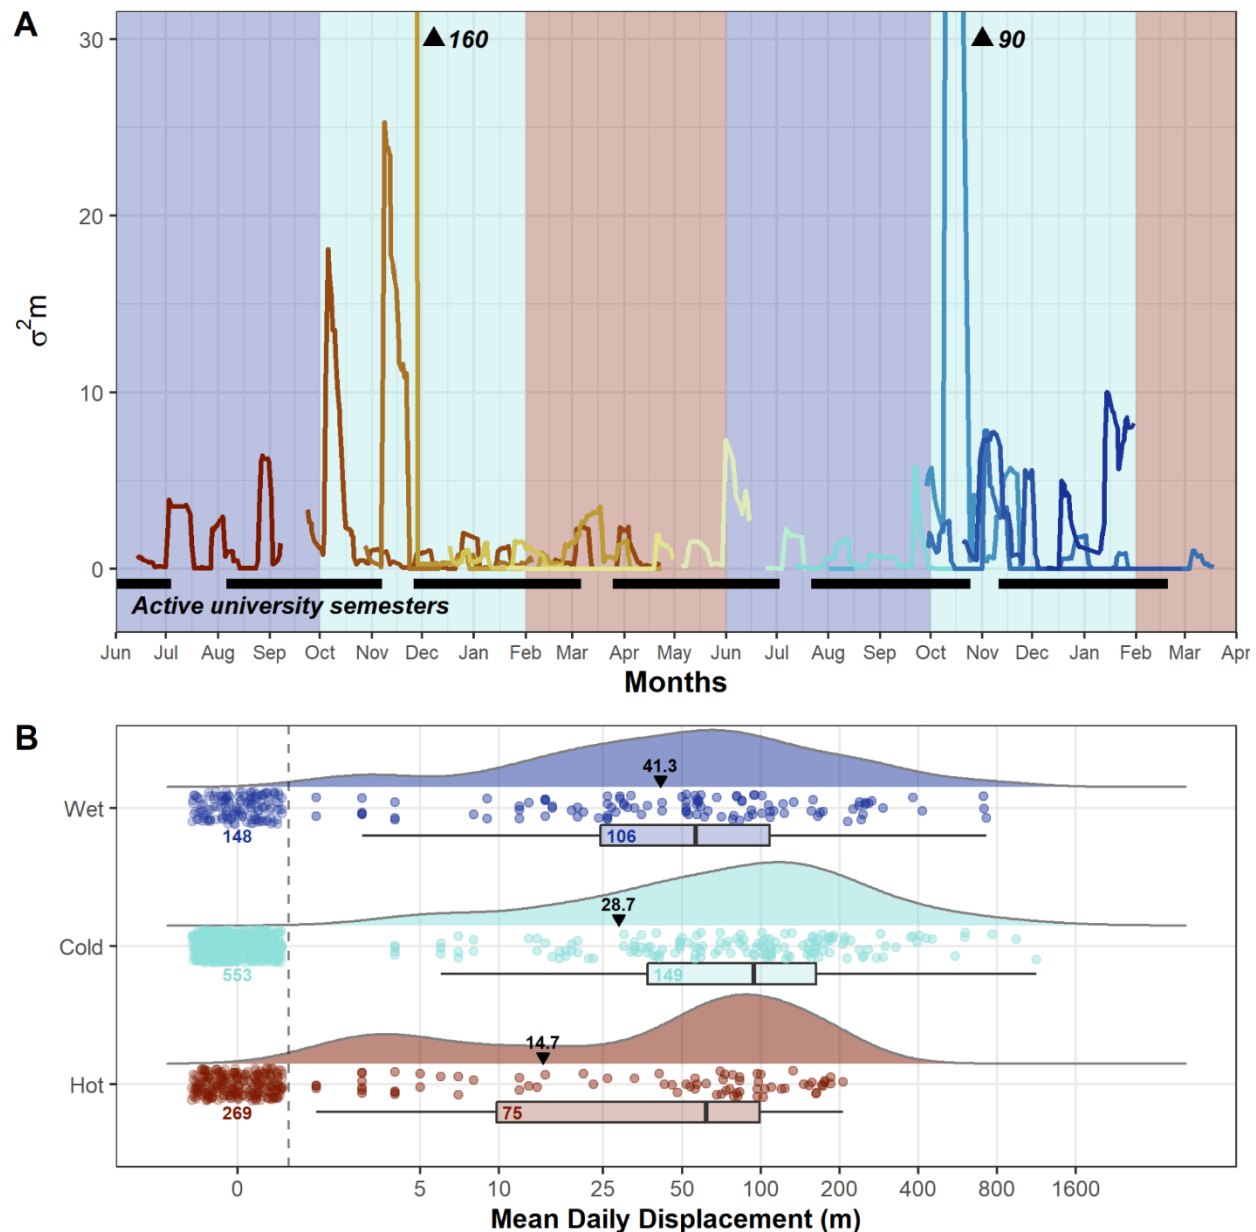 A
30
▲ 160
▲ 90
20
10
0
σ²m
Active university semesters
Jun Jul Aug Sep Oct Nov Dec Jan Feb Mar Apr May Jun Jul Aug Sep Oct Nov Dec Jan Feb Mar Apr
Months
B
41.3
Wet
148
106
28.7
Cold
553
149
14.7
Hot
269
75
0 5 10 25 50 100 200 400 800 1600
Mean Daily Displacement (m)